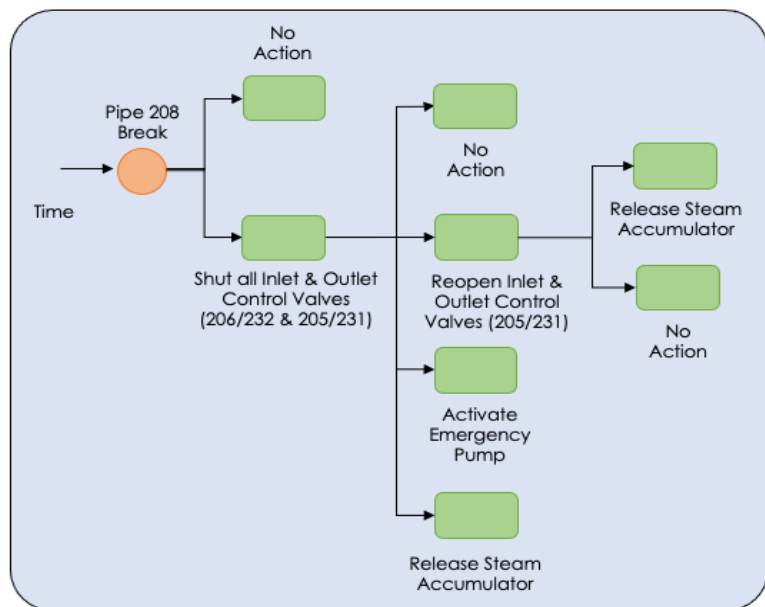 No
Action
Pipe 208
Break
Time
Shut all Inlet & Outlet
Control Valves
(206/232 & 205/231)
No
Action
Reopen Inlet &
Outlet Control
Valves (205/231)
Activate
Emergency
Pump
Release Steam
Accumulator
Release Steam
Accumulator
No
Action